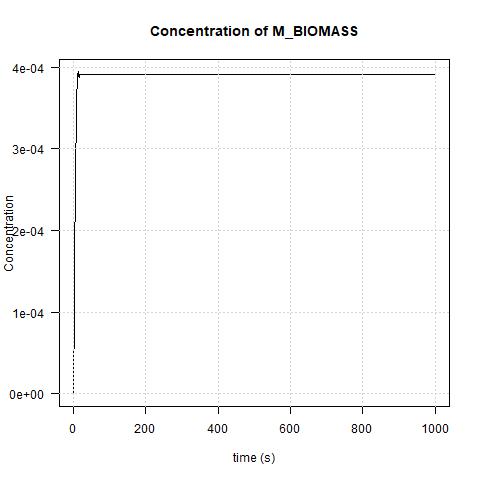 Concentration of M_BIOMASS
Concentration
4e-04
3e-04
2e-04
1e-04
0e+00
0 200 400 600 800 1000
time (s)